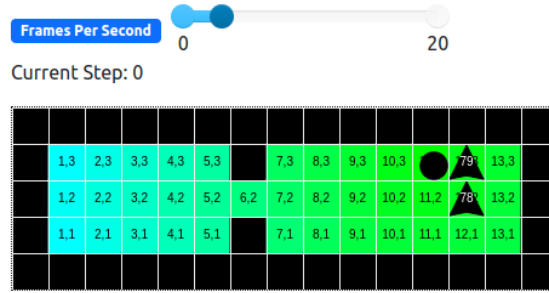 Frames Per Second
0 20
Current Step: 0
1,3 2,3 3,3 4,3 5,3 7,3 8,3 9,3 10,3 79 13,3
1,2 2,2 3,2 4,2 5,2 6,2 7,2 8,2 9,2 10,2 11,2 78 13,2
1,1 2,1 3,1 4,1 5,1 7,1 8,1 9,1 10,1 11,1 12,1 13,1